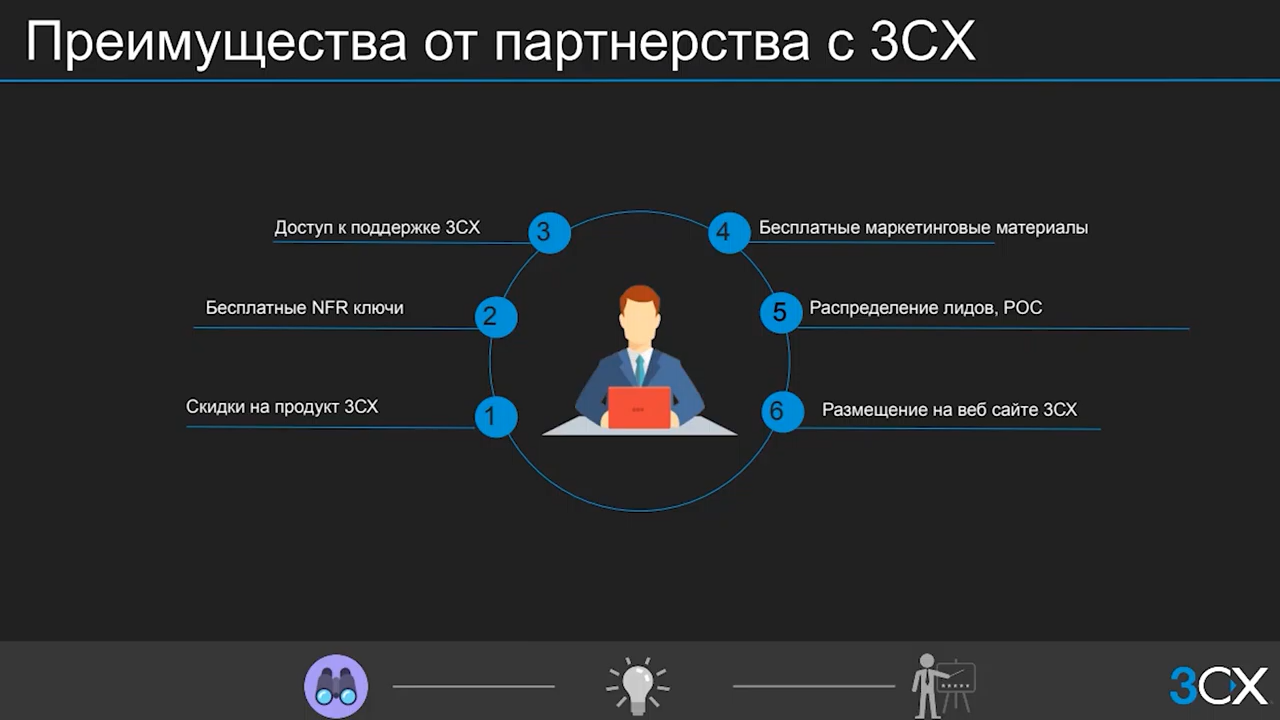 Преимущества от партнерства с 3CX
3
Доступ к поддержке 3CX
4
Бесплатные маркетинговые материалы
2
Бесплатные NFR ключи
5
Распределение лидов, POC
1
Скидки на продукт 3CX
6
Размещение на веб сайте 3CX
3CX